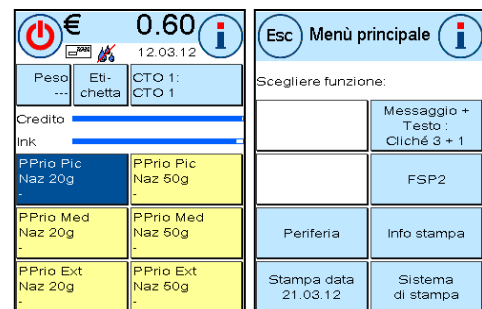 € 0.60
12.03.12
Peso
---
Eti-
chetta
CTO 1:
CTO 1
Credito
Ink
PPrio Pic
Naz 20g
-
PPrio Pic
Naz 50g
-
PPrio Med
Naz 20g
-
PPrio Med
Naz 50g
-
PPrio Ext
Naz 20g
-
PPrio Ext
Naz 50g
-
Esc Menù principale i
Scegliere funzione:
Messaggio +
Testo :
Cliché 3 + 1
FSP2
Periferia
Info stampa
Stampa data
21.03.12
Sistema
di stampa